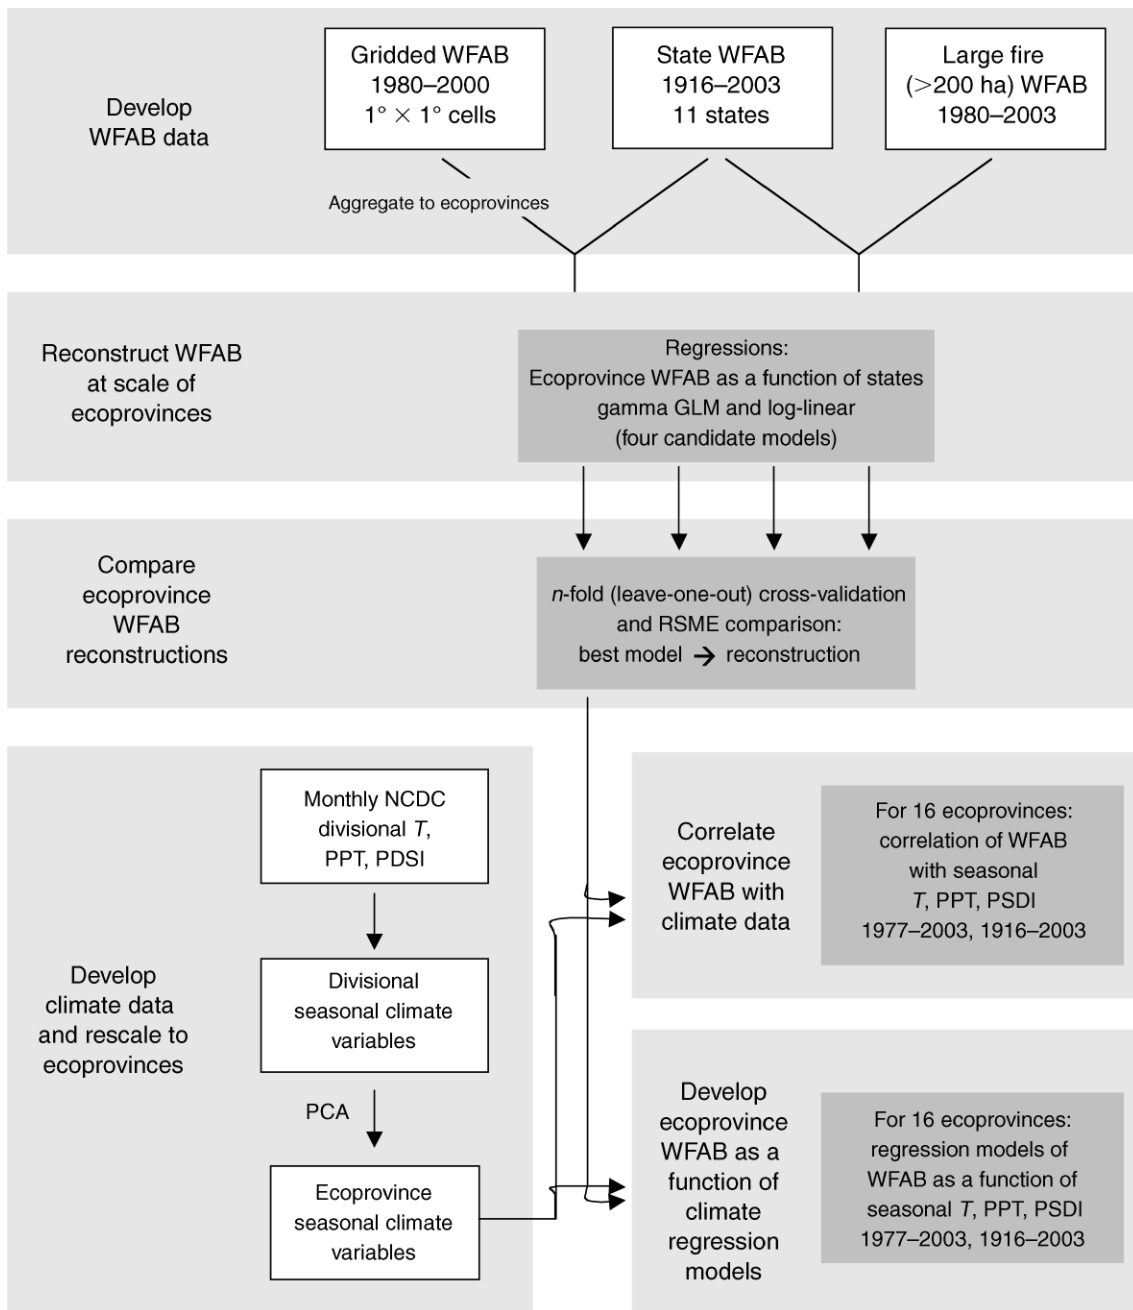 Develop
WFAB data
Gridded WFAB
1980–2000
1° × 1° cells
State WFAB
1916–2003
11 states
Large fire
(>200 ha) WFAB
1980–2003
Aggregate to ecoprovinces
Reconstruct WFAB
at scale of
ecoprovinces
Regressions:
Ecoprovince WFAB as a function of states
gamma GLM and log-linear
(four candidate models)
Compare
ecoprovince
WFAB
reconstructions
n-fold (leave-one-out) cross-validation
and RSME comparison:
best model → reconstruction
Develop
climate data
and rescale to
ecoprovinces
Monthly NCDC
divisional T,
PPT, PDSI
Divisional
seasonal climate
variables
PCA
Ecoprovince
seasonal climate
variables
Correlate
ecoprovince
WFAB with
climate data
For 16 ecoprovinces:
correlation of WFAB
with seasonal
T, PPT, PSDI
1977–2003, 1916–2003
Develop
ecoprovince
WFAB as a
function of
climate
regression
models
For 16 ecoprovinces:
regression models of
WFAB as a function of
seasonal T, PPT, PSDI
1977–2003, 1916–2003